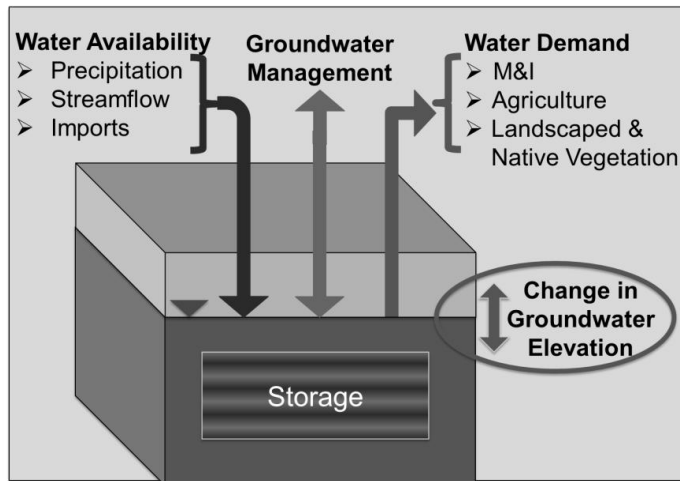 Water Availability
➢ Precipitation
➢ Streamflow
➢ Imports
Groundwater
Management
Water Demand
➢ M&I
➢ Agriculture
➢ Landscaped &
Native Vegetation
Change in
Groundwater
Elevation
Storage